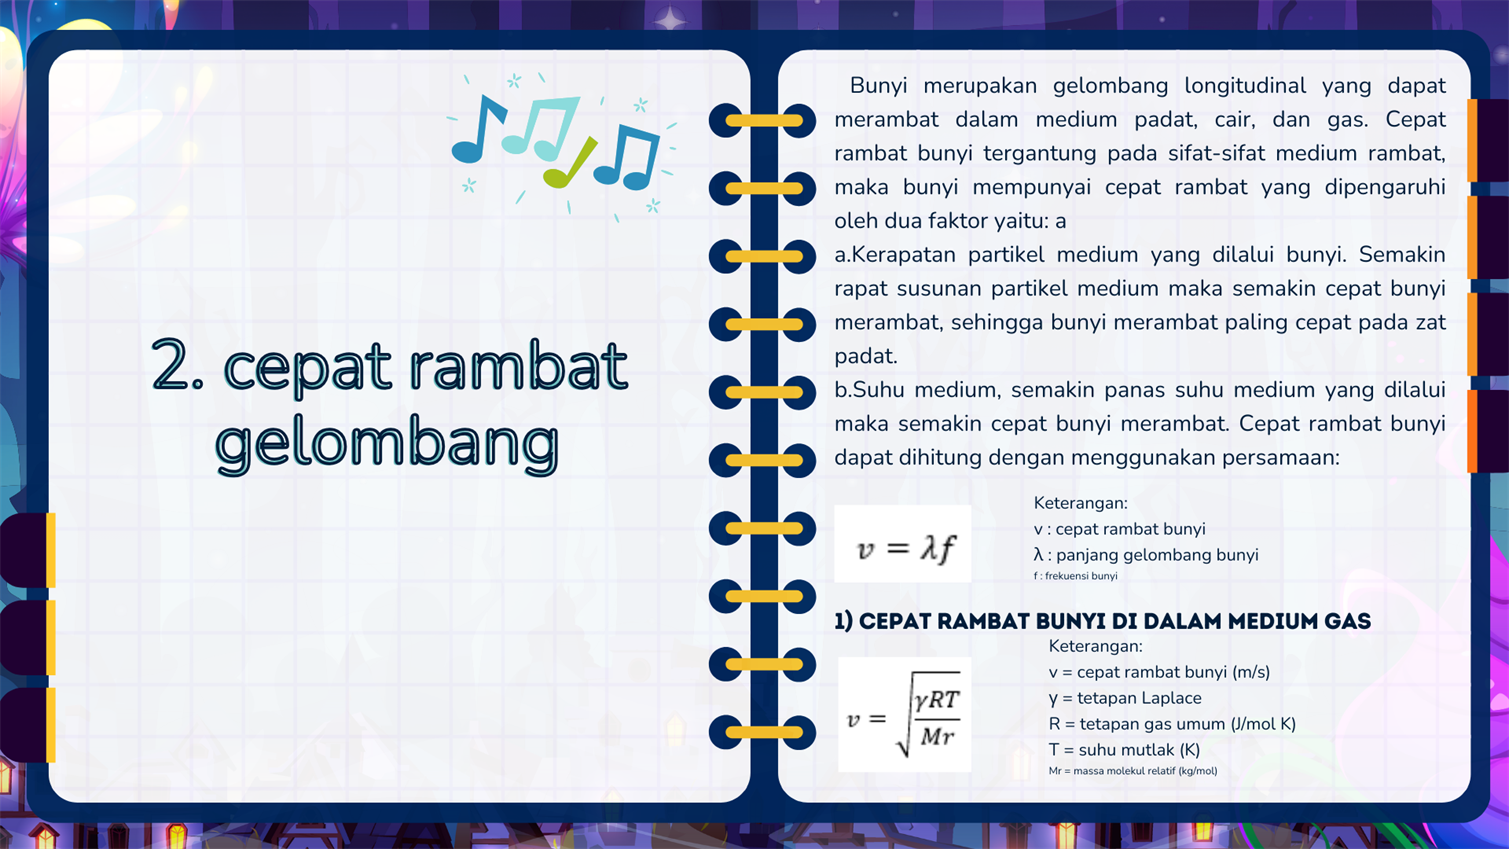 2. cepat rambat
gelombang
Bunyi merupakan gelombang longitudinal yang dapat
merambat dalam medium padat, cair, dan gas. Cepat
rambat bunyi tergantung pada sifat-sifat medium rambat,
maka bunyi mempunyai cepat rambat yang dipengaruhi
oleh dua faktor yaitu: a
a.Kerapatan partikel medium yang dilalui bunyi. Semakin
rapat susunan partikel medium maka semakin cepat bunyi
merambat, sehingga bunyi merambat paling cepat pada zat
padat.
b.Suhu medium, semakin panas suhu medium yang dilalui
maka semakin cepat bunyi merambat. Cepat rambat bunyi
dapat dihitung dengan menggunakan persamaan:
v = λf
Keterangan:
v : cepat rambat bunyi
λ : panjang gelombang bunyi
f : frekuensi bunyi
1) CEPAT RAMBAT BUNYI DI DALAM MEDIUM GAS
v = √(γRT/Mr)
Keterangan:
v = cepat rambat bunyi (m/s)
γ = tetapan Laplace
R = tetapan gas umum (J/mol K)
T = suhu mutlak (K)
Mr = massa molekul relatif (kg/mol)